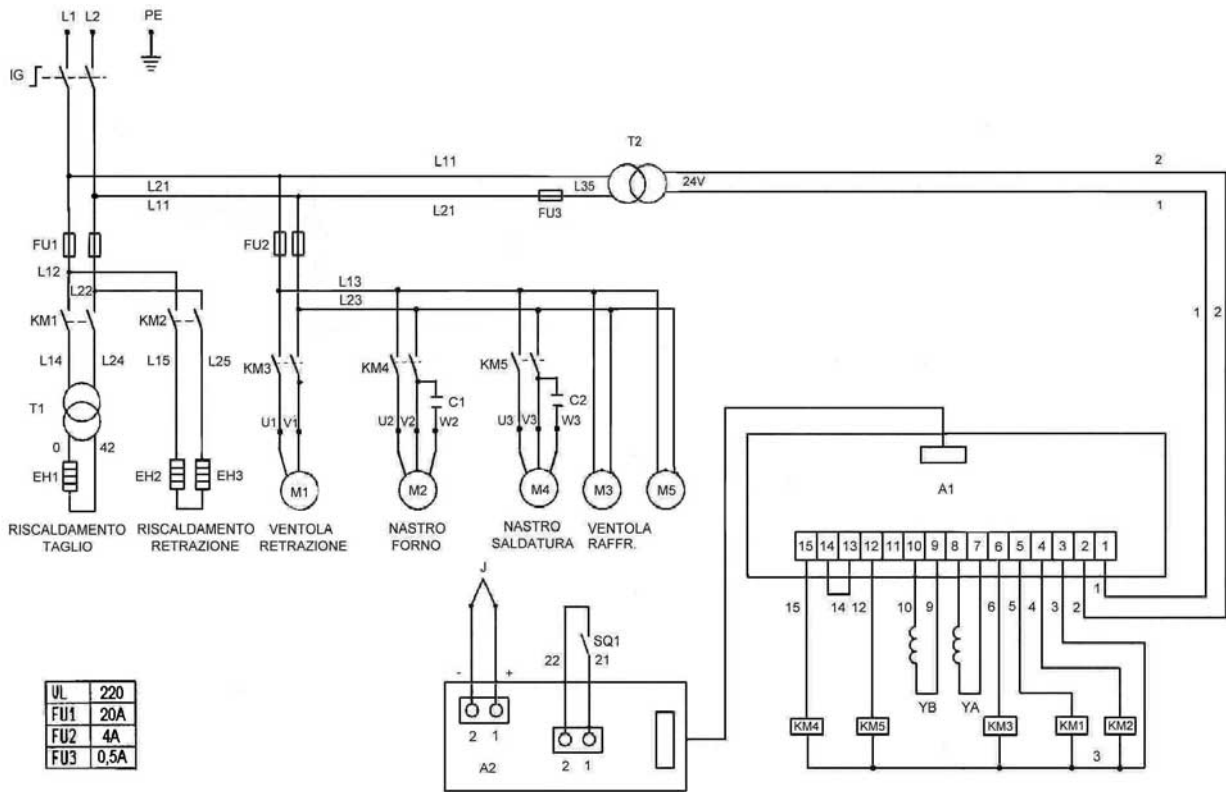 L1 L2 PE
IG
T2
L11
2
L21
24V
L35
L11
L21
FU3
1
FU1
FU2
L12
L13
L22
L23
1 2
KM1
KM2
L14 L24 L15 L25
KM3
KM4
KM5
T1
C1
C2
U1 V1
U2 V2 W2
U3 V3 W3
0 42
EH1
EH2 EH3
M1
M2
M4
M3
M5
A1
RISCALDAMENTO
TAGLIO
RISCALDAMENTO
RETRAZIONE
VENTOLA
RETRAZIONE
NASTRO
FORNO
NASTRO
SALDATURA
VENTOLA
RAFFR.
15 14 13 12 11 10 9 8 7 6 5 4 3 2 1
J
1
15 14 12 10 9 6 5 4 3 2
SQ1
22 21
- +
YB YA
KM4 KM5 KM3 KM1 KM2
3
2 1
2 1
A2
VL 220
FU1 20A
FU2 4A
FU3 0,5A